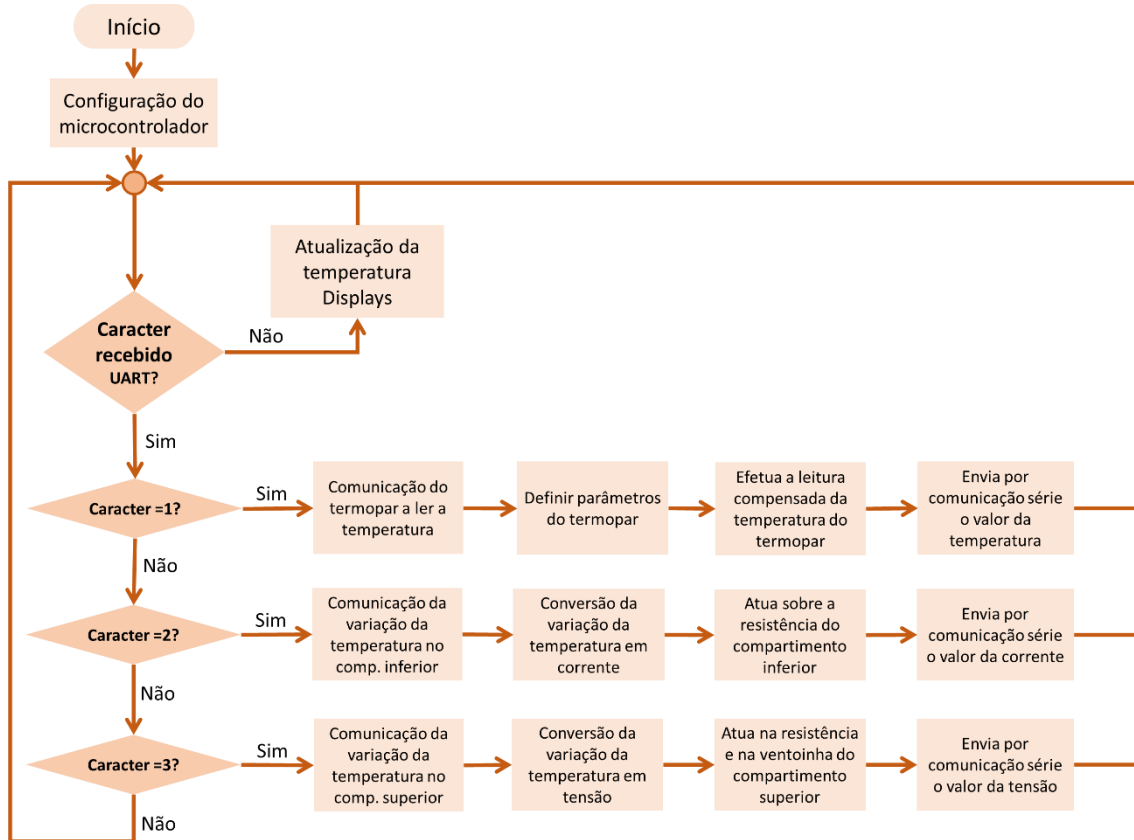 Início
Configuração do
microcontrolador
Atualização da
temperatura
Displays
Caracter
recebido
UART?
Não
Sim
Caracter =1?
Sim
Comunicação do
termopar a ler a
temperatura
Definir parâmetros
do termopar
Efetua a leitura
compensada da
temperatura do
termopar
Envia por
comunicação série
o valor da
temperatura
Não
Caracter =2?
Sim
Comunicação da
variação da
temperatura no
comp. inferior
Conversão da
variação da
temperatura em
corrente
Atua sobre a
resistência do
compartimento
inferior
Envia por
comunicação série
o valor da corrente
Não
Caracter =3?
Sim
Comunicação da
variação da
temperatura no
comp. superior
Conversão da
variação da
temperatura em
tensão
Atua na resistência
e na ventoinha do
compartimento
superior
Envia por
comunicação série
o valor da tensão
Não